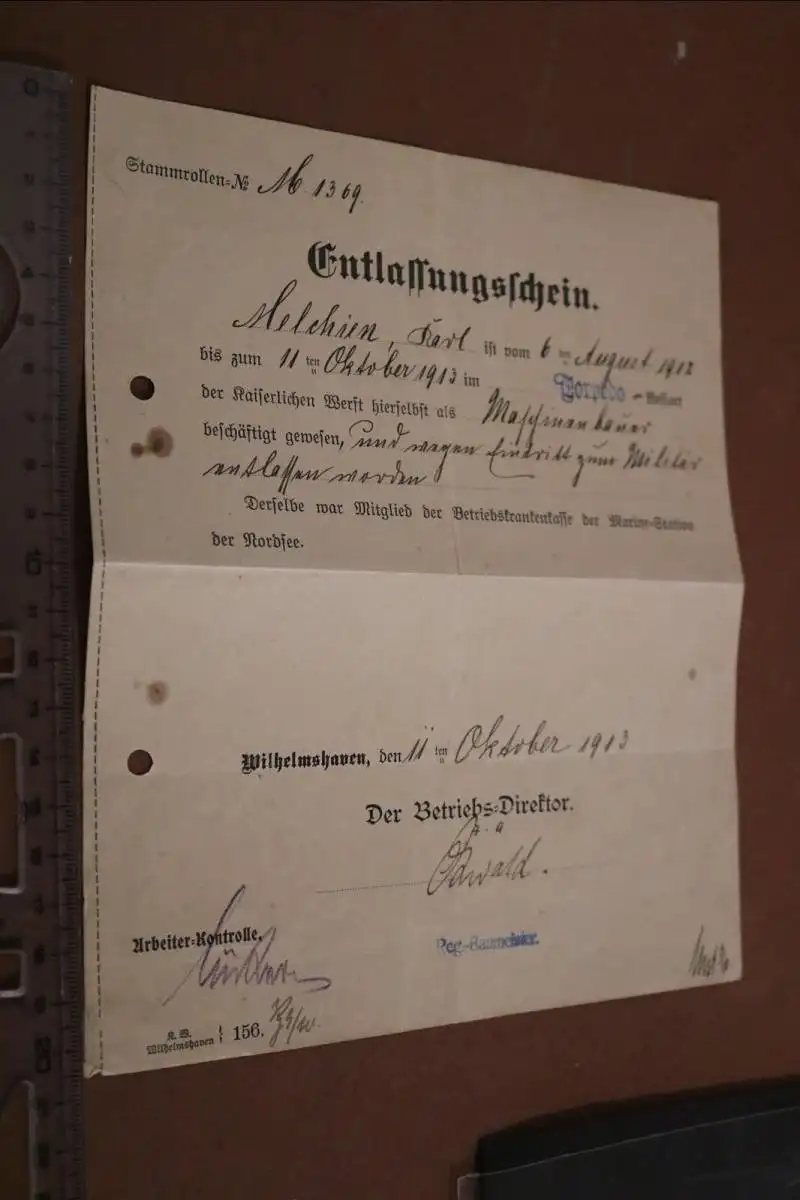 Stammrollen-№ M 1369.
Entlassungsschein.
Melchien, Karl ist vom 6 ten August 1912
bis zum 11 ten Oktober 1913 im Torpedo-Ressort
der Kaiserlichen Werft hierselbst als Maschinenbauer
beschäftigt gewesen, und wegen Eintritt zum Militär
entlassen worden
Derselbe war Mitglied der Betriebskrankenkasse der Marine-Station
der Nordsee.
Wilhelmshaven, den 11 ten Oktober 1913
Der Betriebs-Direktor.
Reg-Baumeister.
Arbeiter-Kontrolle.
K. W.
Wilhelmshaven } 156.